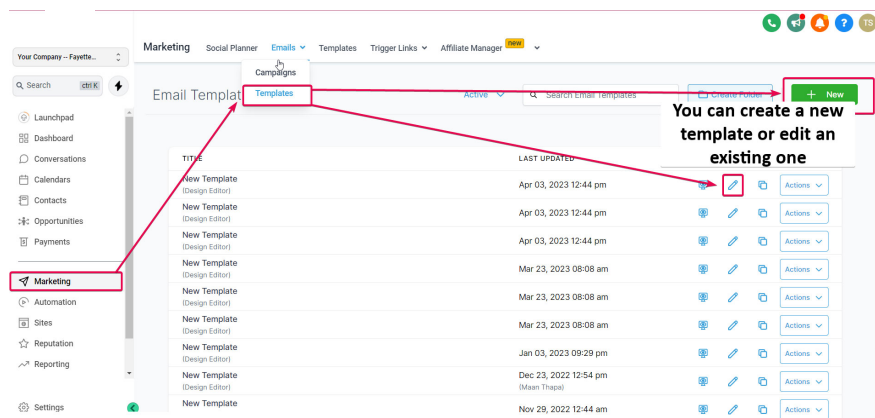 TS
Marketing Social Planner Emails Templates Trigger Links Affiliate Manager new
Your Company -- Fayette...
Search ctrl K
Campaigns
Templates
Email Templat
Active
Search Email Templates
Create Folder
+ New
You can create a new
template or edit an
existing one
Launchpad
Dashboard
Conversations
Calendars
Contacts
Opportunities
Payments
Marketing
Automation
Sites
Reputation
Reporting
Settings
TITLE LAST UPDATED
New Template
(Design Editor)
Apr 03, 2023 12:44 pm
Actions
New Template
(Design Editor)
Apr 03, 2023 12:44 pm
Actions
New Template
(Design Editor)
Apr 03, 2023 12:44 pm
Actions
New Template
(Design Editor)
Mar 23, 2023 08:08 am
Actions
New Template
(Design Editor)
Mar 23, 2023 08:08 am
Actions
New Template
(Design Editor)
Mar 23, 2023 08:08 am
Actions
New Template
(Design Editor)
Jan 03, 2023 09:29 pm
Actions
New Template
(Design Editor)
Dec 23, 2022 12:54 pm
(Maan Thapa)
Actions
New Template
Nov 29, 2022 12:44 am
Actions